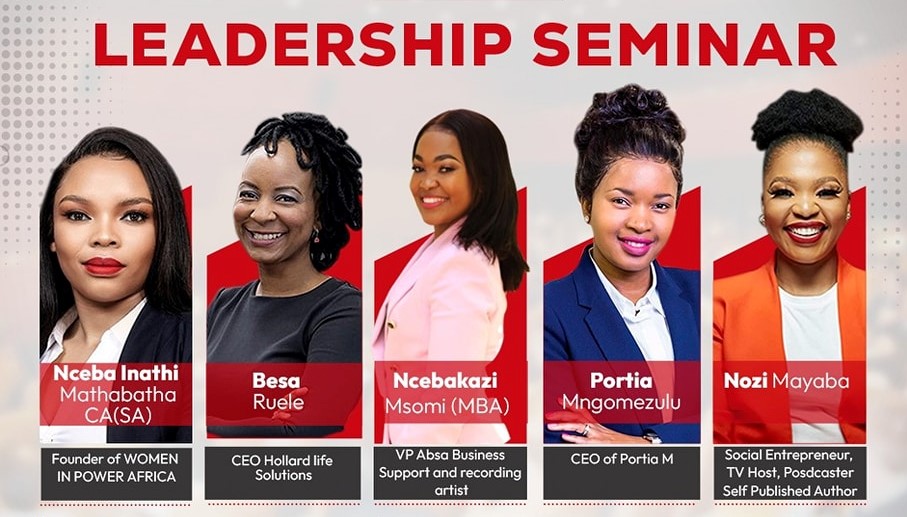 LEADERSHIP SEMINAR
Nceba Inathi
Mathabatha
CA(SA)
Founder of WOMEN
IN POWER AFRICA
Besa
Ruele
CEO Hollard life
Solutions
Ncebakazi
Msomi (MBA)
VP Absa Business
Support and recording
artist
Portia
Mngomezulu
CEO of Portia M
Nozi Mayaba
Social Entrepreneur,
TV Host, Posdcaster
Self Published Author